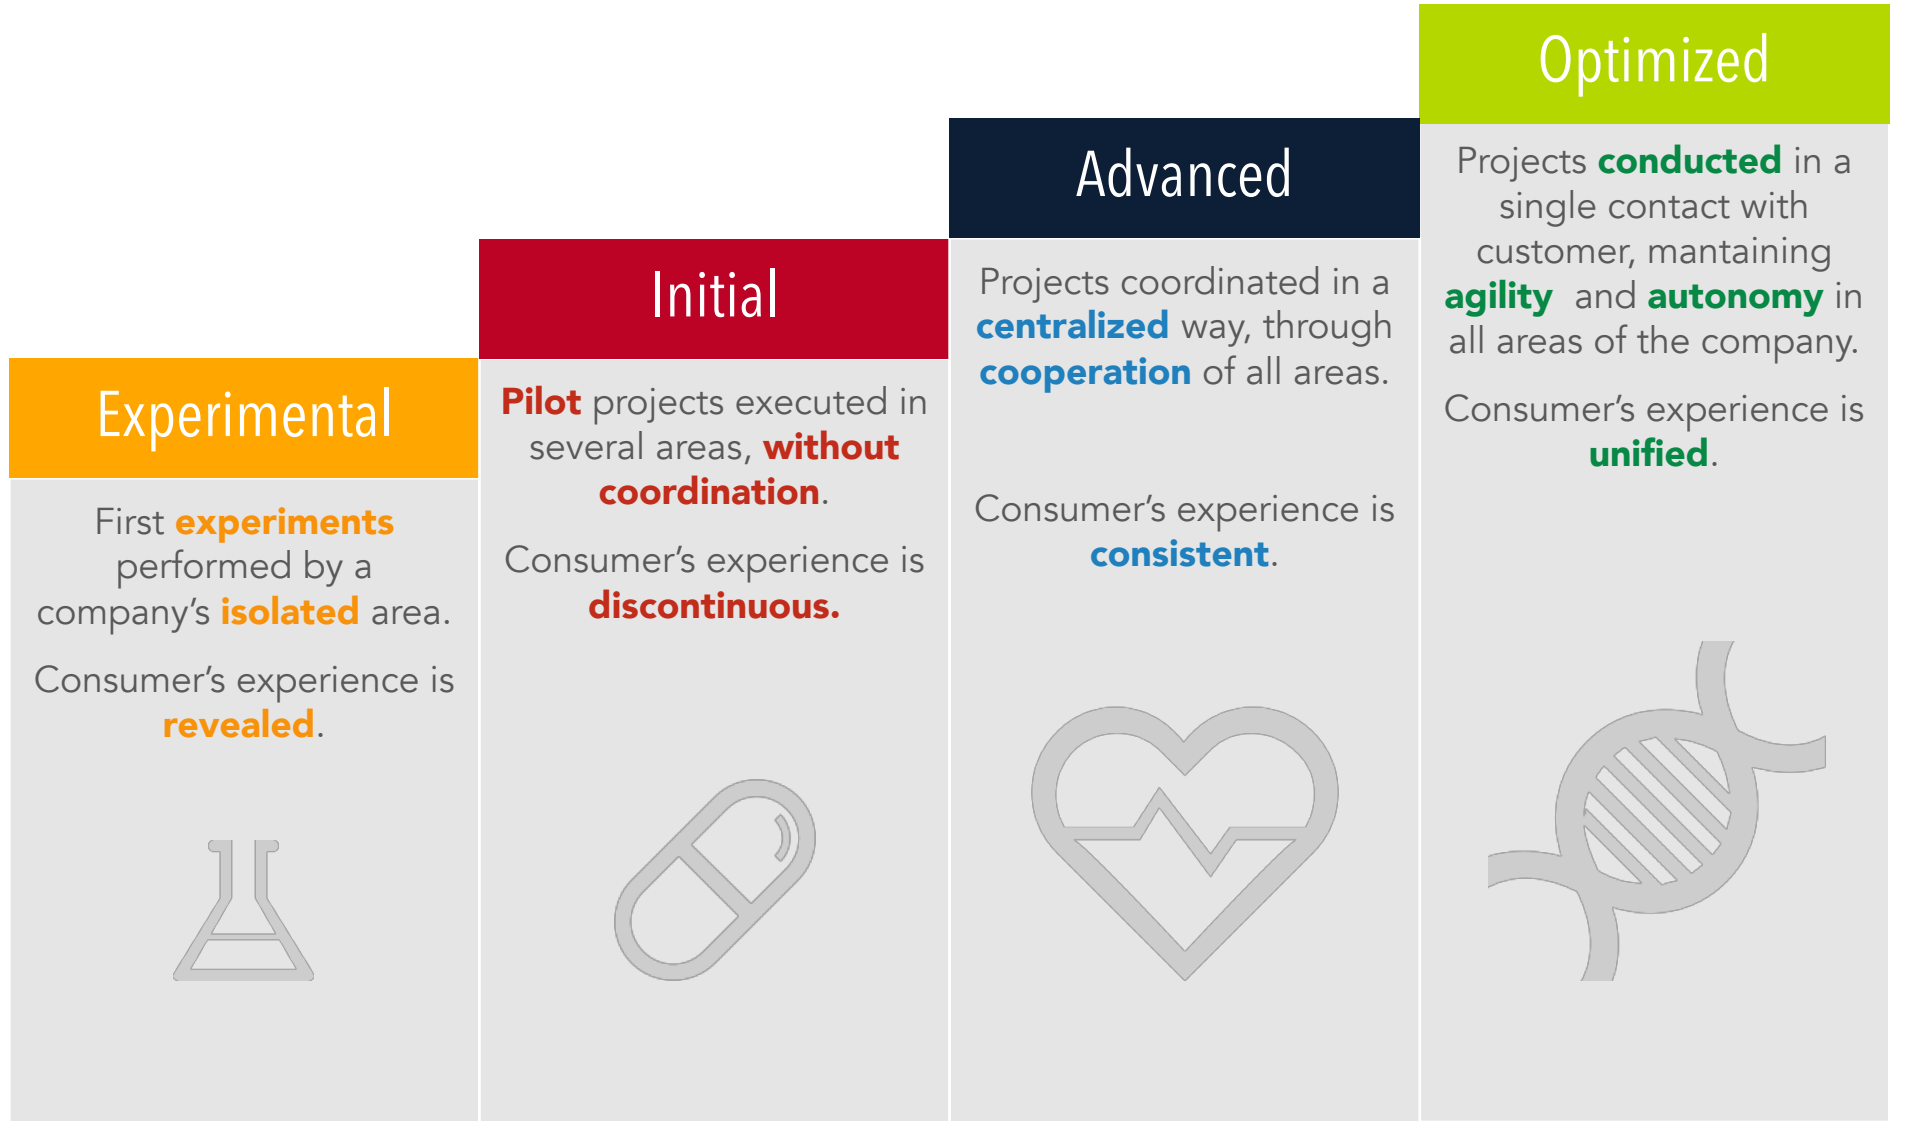 Experimental
First experiments
performed by a
company’s isolated area.
Consumer’s experience is
revealed.
Initial
Pilot projects executed in
several areas, without
coordination.
Consumer’s experience is
discontinuous.
Advanced
Projects coordinated in a
centralized way, through
cooperation of all areas.
Consumer’s experience is
consistent.
Optimized
Projects conducted in a
single contact with
customer, mantaining
agility and autonomy in
all areas of the company.
Consumer’s experience is
unified.